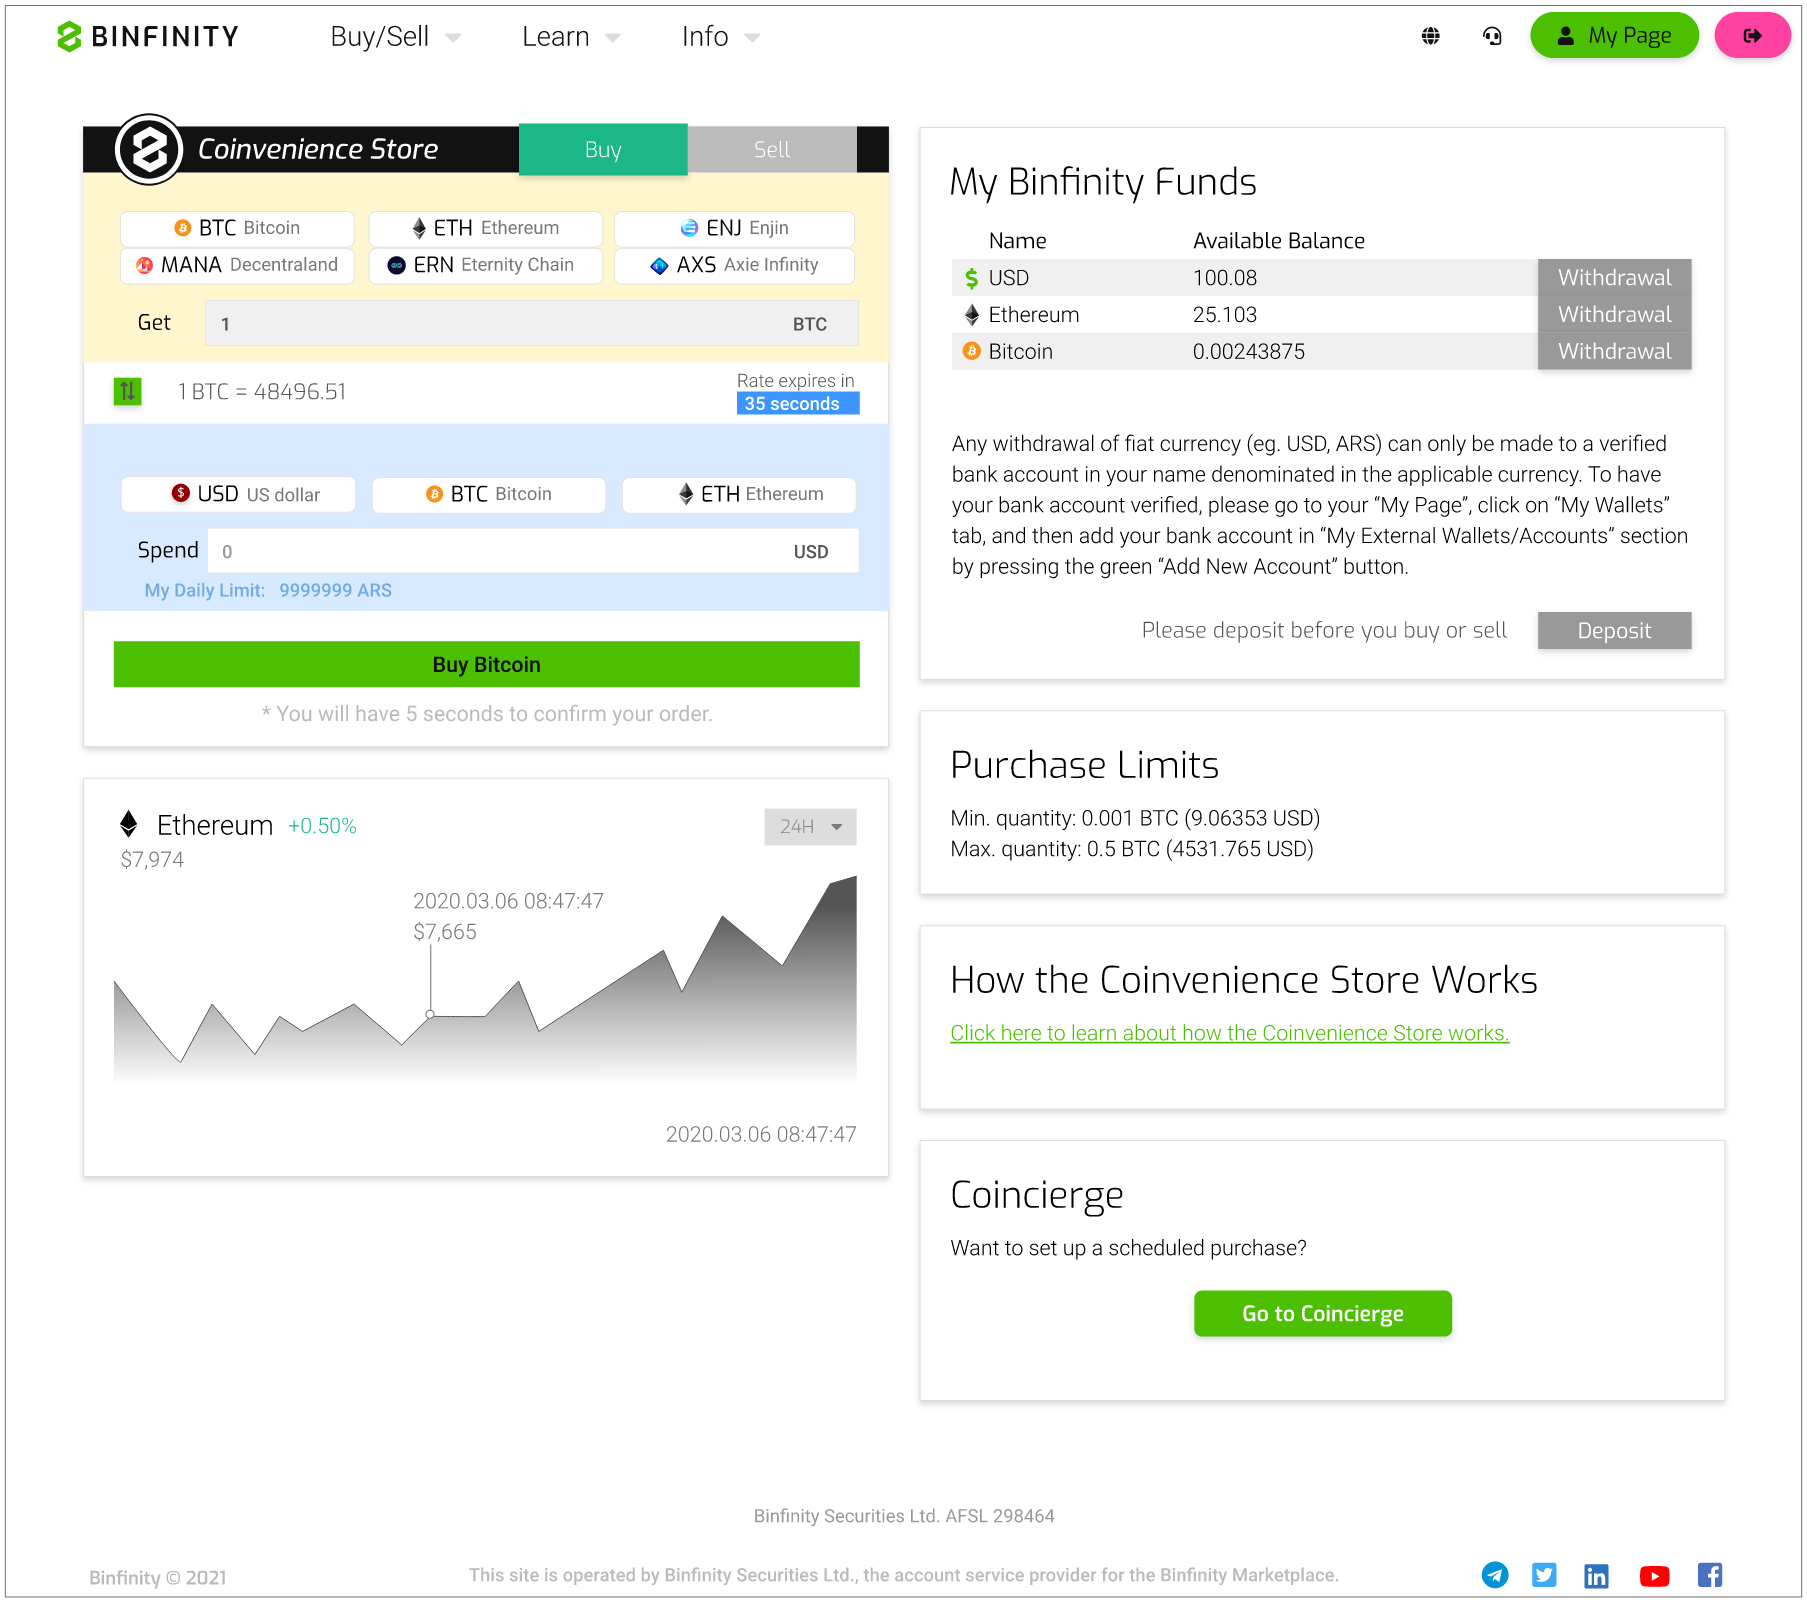 BINFINITY
Buy/Sell
Learn
Info
My Page
Coinvenience Store
Buy
Sell
BTC Bitcoin
ETH Ethereum
ENJ Enjin
MANA Decentraland
ERN Eternity Chain
AXS Axie Infinity
Get
1
BTC
1 BTC = 48496.51
Rate expires in
35 seconds
USD US dollar
BTC Bitcoin
ETH Ethereum
Spend
0
USD
My Daily Limit: 9999999 ARS
Buy Bitcoin
* You will have 5 seconds to confirm your order.
Ethereum +0.50%
24H
$7,974
2020.03.06 08:47:47
$7,665
2020.03.06 08:47:47
My Binfinity Funds
Name
Available Balance
USD
100.08
Withdrawal
Ethereum
25.103
Withdrawal
Bitcoin
0.00243875
Withdrawal
Any withdrawal of fiat currency (eg. USD, ARS) can only be made to a verified
bank account in your name denominated in the applicable currency. To have
your bank account verified, please go to your “My Page”, click on “My Wallets”
tab, and then add your bank account in “My External Wallets/Accounts” section
by pressing the green “Add New Account” button.
Please deposit before you buy or sell
Deposit
Purchase Limits
Min. quantity: 0.001 BTC (9.06353 USD)
Max. quantity: 0.5 BTC (4531.765 USD)
How the Coinvenience Store Works
Click here to learn about how the Coinvenience Store works.
Coincierge
Want to set up a scheduled purchase?
Go to Coincierge
Binfinity Securities Ltd. AFSL 298464
Binfinity © 2021
This site is operated by Binfinity Securities Ltd., the account service provider for the Binfinity Marketplace.